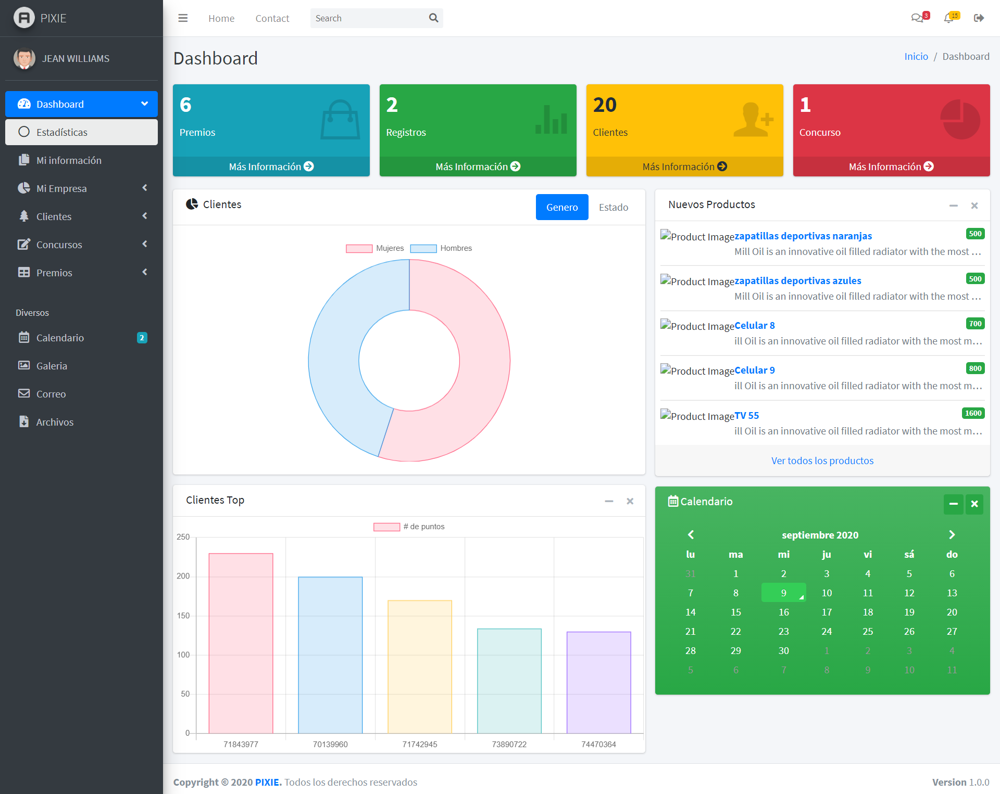 PIXIE
Home
Contact
Search
3
15
JEAN WILLIAMS
Dashboard
Estadísticas
Mi información
Mi Empresa
Clientes
Concursos
Premios
Diversos
Calendario
2
Galeria
Correo
Archivos
Dashboard
Inicio / Dashboard
6
Premios
Más Información
2
Registros
Más Información
20
Clientes
Más Información
1
Concurso
Más Información
Clientes
Genero
Estado
Mujeres
Hombres
Nuevos Productos
Product Image zapatillas deportivas naranjas 500
Mill Oil is an innovative oil filled radiator with the most ...
Product Image zapatillas deportivas azules 500
Mill Oil is an innovative oil filled radiator with the most ...
Product Image Celular 8 700
ill Oil is an innovative oil filled radiator with the most m...
Product Image Celular 9 800
ill Oil is an innovative oil filled radiator with the most m...
Product Image TV 55 1600
ill Oil is an innovative oil filled radiator with the most m...
Ver todos los productos
Clientes Top
# de puntos
250
200
150
100
50
0
71843977 70139960 71742945 73890722 74470364
Calendario
septiembre 2020
lu ma mi ju vi sá do
31 1 2 3 4 5 6
7 8 9 10 11 12 13
14 15 16 17 18 19 20
21 22 23 24 25 26 27
28 29 30 1 2 3 4
5 6 7 8 9 10 11
Copyright © 2020 PIXIE. Todos los derechos reservados
Version 1.0.0